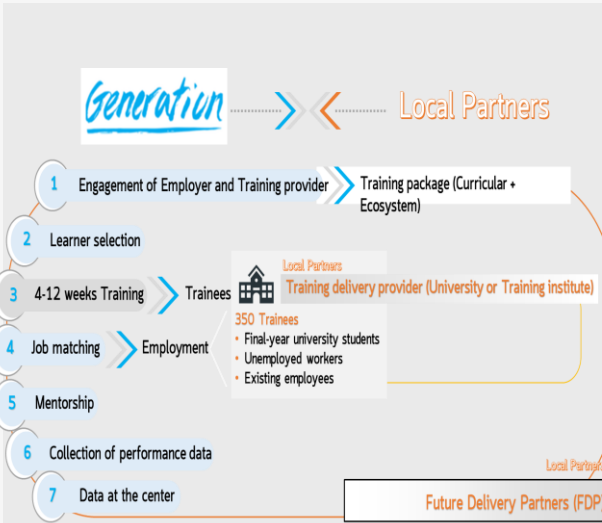 Generation
Local Partners
1 Engagement of Employer and Training provider
Training package (Curricular +
Ecosystem)
2 Learner selection
3 4-12 weeks Training
Trainees
Local Partners
Training delivery provider (University or Training institute)
350 Trainees
• Final-year university students
• Unemployed workers
• Existing employees
4 Job matching
Employment
5 Mentorship
6 Collection of performance data
7 Data at the center
Local Partners
Future Delivery Partners (FDP)